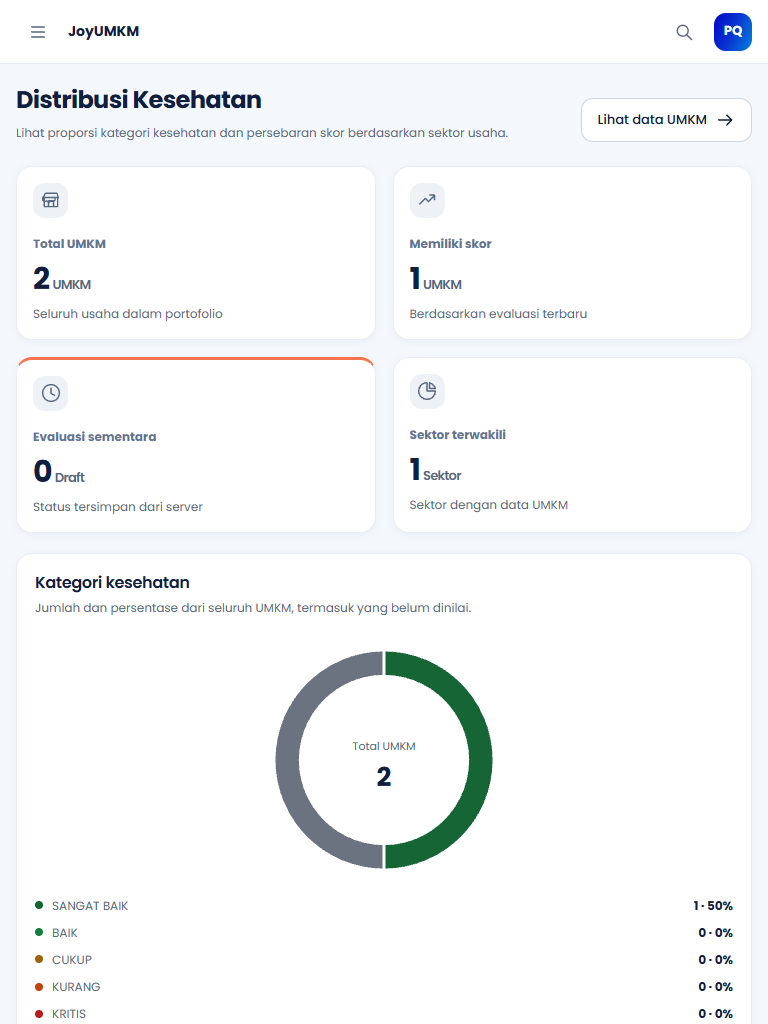 JoyUMKM
PQ
Distribusi Kesehatan
Lihat proporsi kategori kesehatan dan persebaran skor berdasarkan sektor usaha.
Lihat data UMKM
Total UMKM
2 UMKM
Seluruh usaha dalam portofolio
Memiliki skor
1 UMKM
Berdasarkan evaluasi terbaru
Evaluasi sementara
0 Draft
Status tersimpan dari server
Sektor terwakili
1 Sektor
Sektor dengan data UMKM
Kategori kesehatan
Jumlah dan persentase dari seluruh UMKM, termasuk yang belum dinilai.
Total UMKM
2
SANGAT BAIK 1 · 50%
BAIK 0 · 0%
CUKUP 0 · 0%
KURANG 0 · 0%
KRITIS 0 · 0%